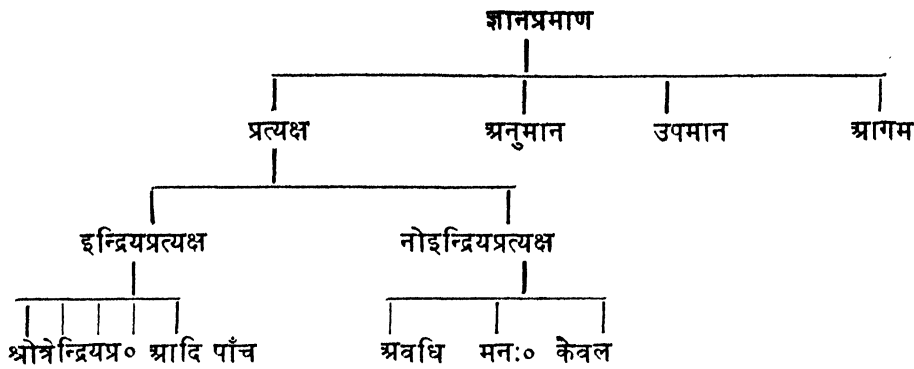 ज्ञानप्रमाण
प्रत्यक्ष अनुमान उपमान आगम
इन्द्रियप्रत्यक्ष नोइन्द्रियप्रत्यक्ष
श्रोत्रेन्द्रियप्र० आदि पाँच अवधि मनः० केवल